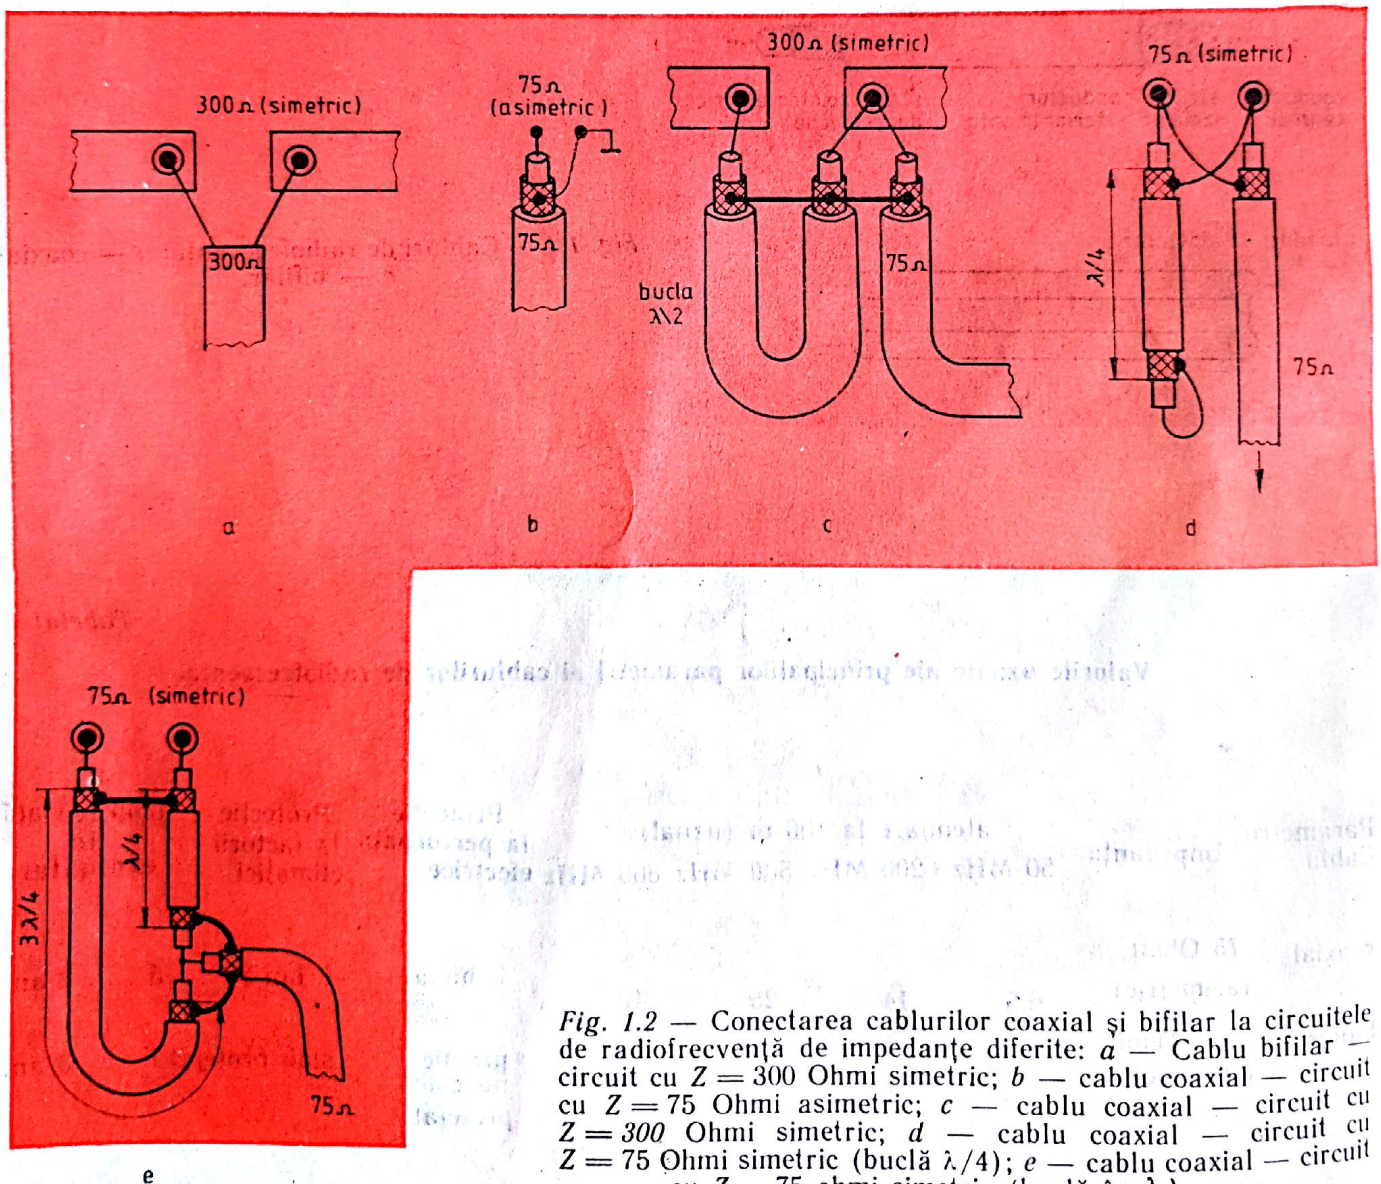 300Ω (simetric)
300Ω
a
75Ω
(asimetric)
75Ω
b
300Ω (simetric)
bucla
λ\2
75Ω
c
75Ω (simetric)
λ/4
75Ω
d
75Ω (simetric)
3λ/4
λ/4
75Ω
e
Fig. 1.2 — Conectarea cablurilor coaxial și bifilar la circuitele
de radiofrecvență de impedanțe diferite: a — Cablu bifilar —
circuit cu Z = 300 Ohmi simetric; b — cablu coaxial — circuit
cu Z = 75 Ohmi asimetric; c — cablu coaxial — circuit cu
Z = 300 Ohmi simetric; d — cablu coaxial — circuit cu
Z = 75 Ohmi simetric (buclă λ/4); e — cablu coaxial — circuit